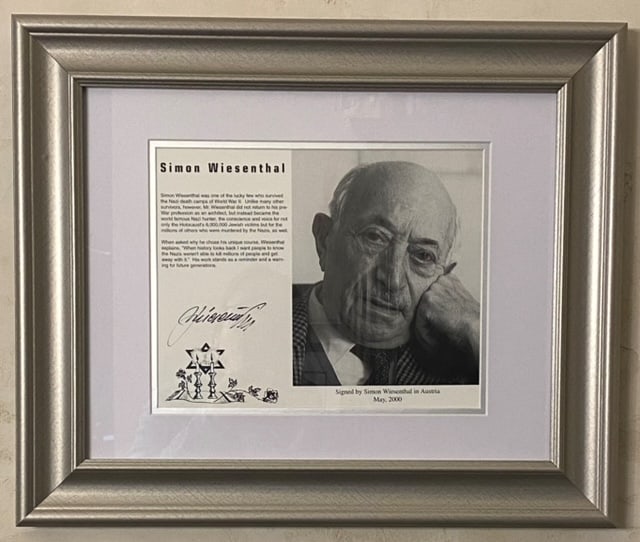 Simon Wiesenthal
Simon Wiesenthal was one of the lucky few who survived
the Nazi death camps of World War II. Unlike many other
survivors, however, Mr. Wiesenthal did not return to his pre-
War profession as an architect, but instead became the
world famous Nazi hunter, the conscience and voice for not
only the Holocaust's 6,000,000 Jewish victims but for the
millions of others who were murdered by the Nazis, as well.
When asked why he chose his unique course, Wiesenthal
explains, "When history looks back I want people to know
the Nazis weren't able to kill millions of people and get
away with it." His work stands as a reminder and a warn-
ing for future generations.
Wiesenthal
Signed by Simon Wiesenthal in Austria
May, 2000